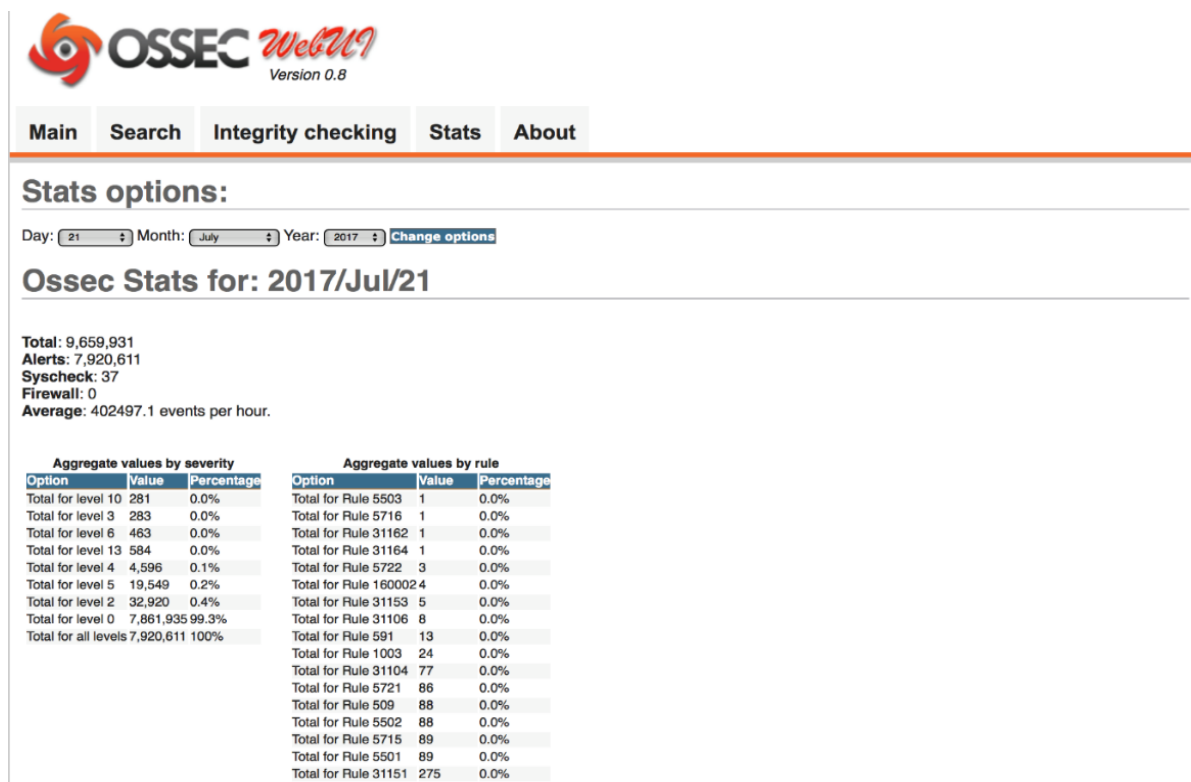 OSSEC WebUI
Version 0.8
Main Search Integrity checking Stats About
Stats options:
Day: 21 Month: July Year: 2017 Change options
Ossec Stats for: 2017/Jul/21
Total: 9,659,931
Alerts: 7,920,611
Syscheck: 37
Firewall: 0
Average: 402497.1 events per hour.
Aggregate values by severity
Option Value Percentage
Total for level 10 281 0.0%
Total for level 3 283 0.0%
Total for level 6 463 0.0%
Total for level 13 584 0.0%
Total for level 4 4,596 0.1%
Total for level 5 19,549 0.2%
Total for level 2 32,920 0.4%
Total for level 0 7,861,935 99.3%
Total for all levels 7,920,611 100%
Aggregate values by rule
Option Value Percentage
Total for Rule 5503 1 0.0%
Total for Rule 5716 1 0.0%
Total for Rule 31162 1 0.0%
Total for Rule 31164 1 0.0%
Total for Rule 5722 3 0.0%
Total for Rule 160002 4 0.0%
Total for Rule 31153 5 0.0%
Total for Rule 31106 8 0.0%
Total for Rule 591 13 0.0%
Total for Rule 1003 24 0.0%
Total for Rule 31104 77 0.0%
Total for Rule 5721 86 0.0%
Total for Rule 509 88 0.0%
Total for Rule 5502 88 0.0%
Total for Rule 5715 89 0.0%
Total for Rule 5501 89 0.0%
Total for Rule 31151 275 0.0%